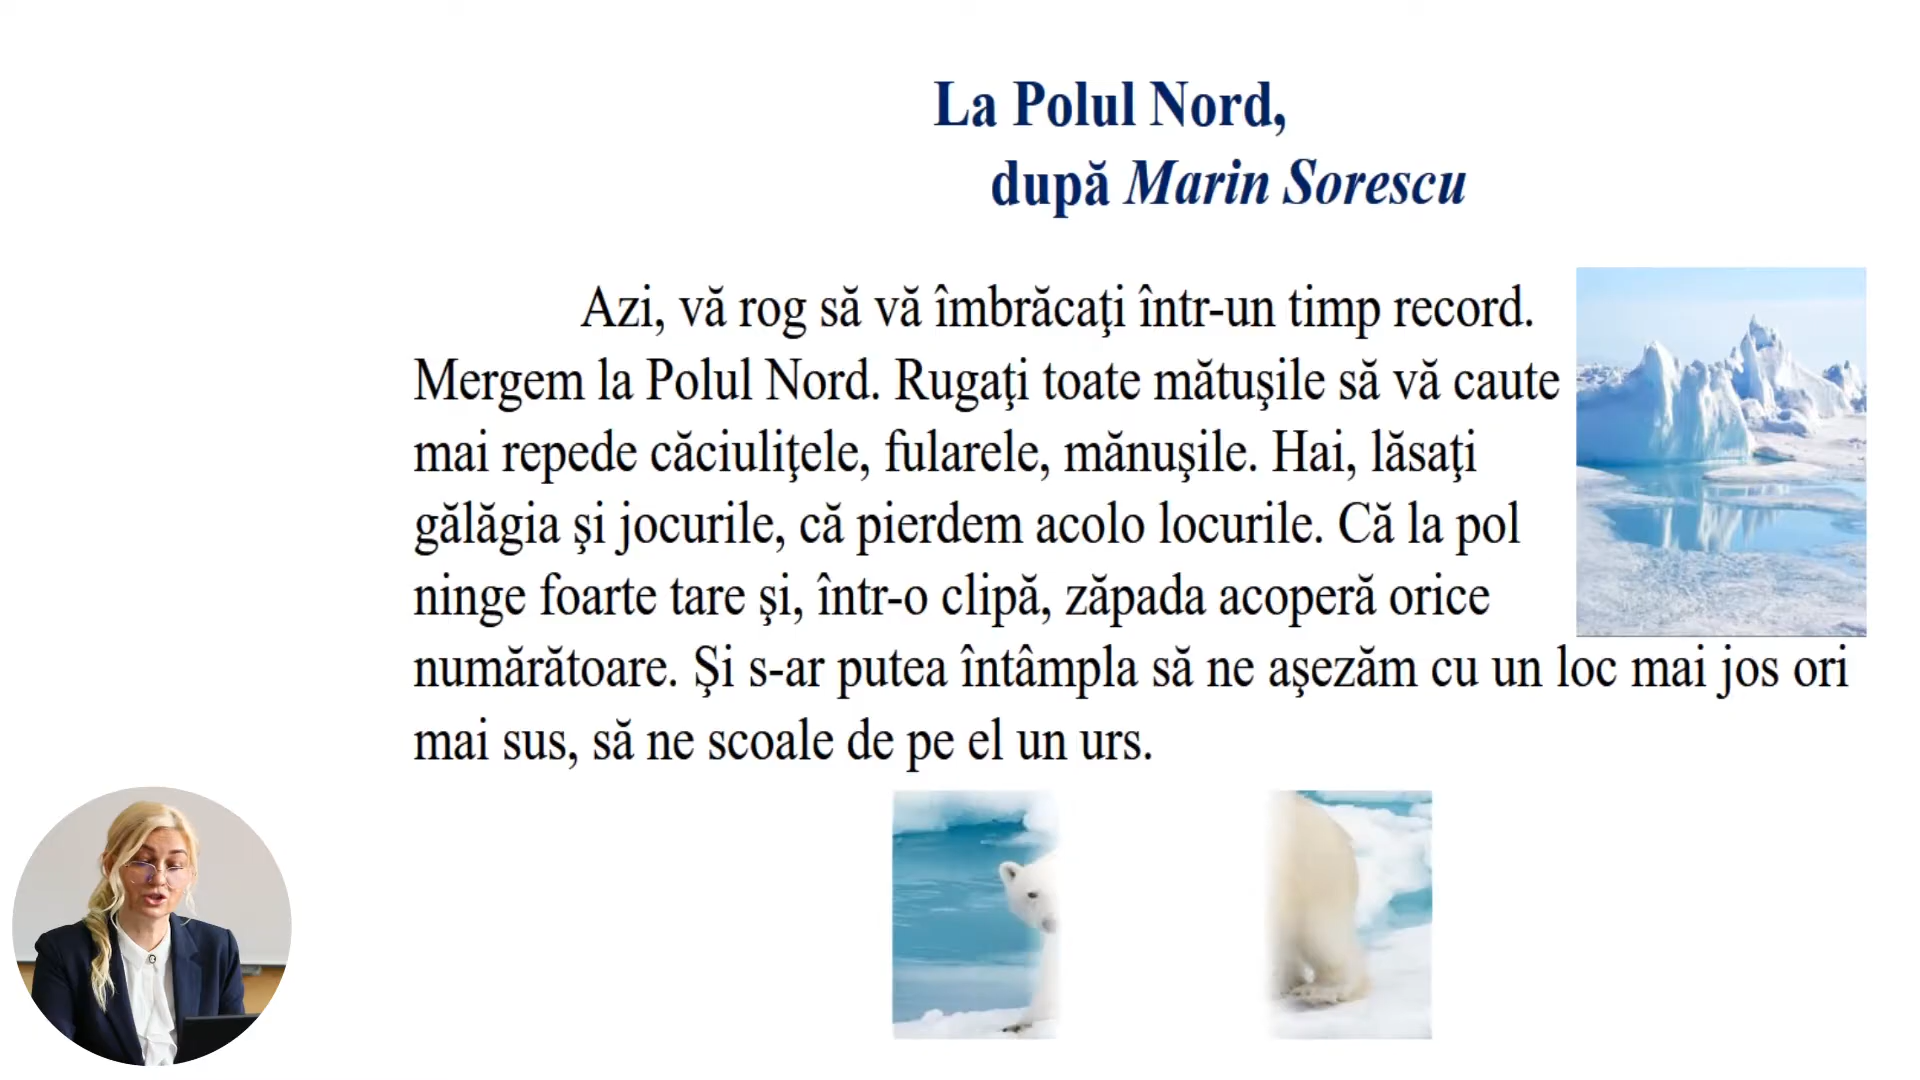 La Polul Nord,
după Marin Sorescu
Azi, vă rog să vă îmbrăcaţi într-un timp record.
Mergem la Polul Nord. Rugaţi toate mătuşile să vă caute
mai repede căciuliţele, fularele, mănuşile. Hai, lăsaţi
gălăgia şi jocurile, că pierdem acolo locurile. Că la pol
ninge foarte tare şi, într-o clipă, zăpada acoperă orice
numărătoare. Şi s-ar putea întâmpla să ne aşezăm cu un loc mai jos ori
mai sus, să ne scoale de pe el un urs.